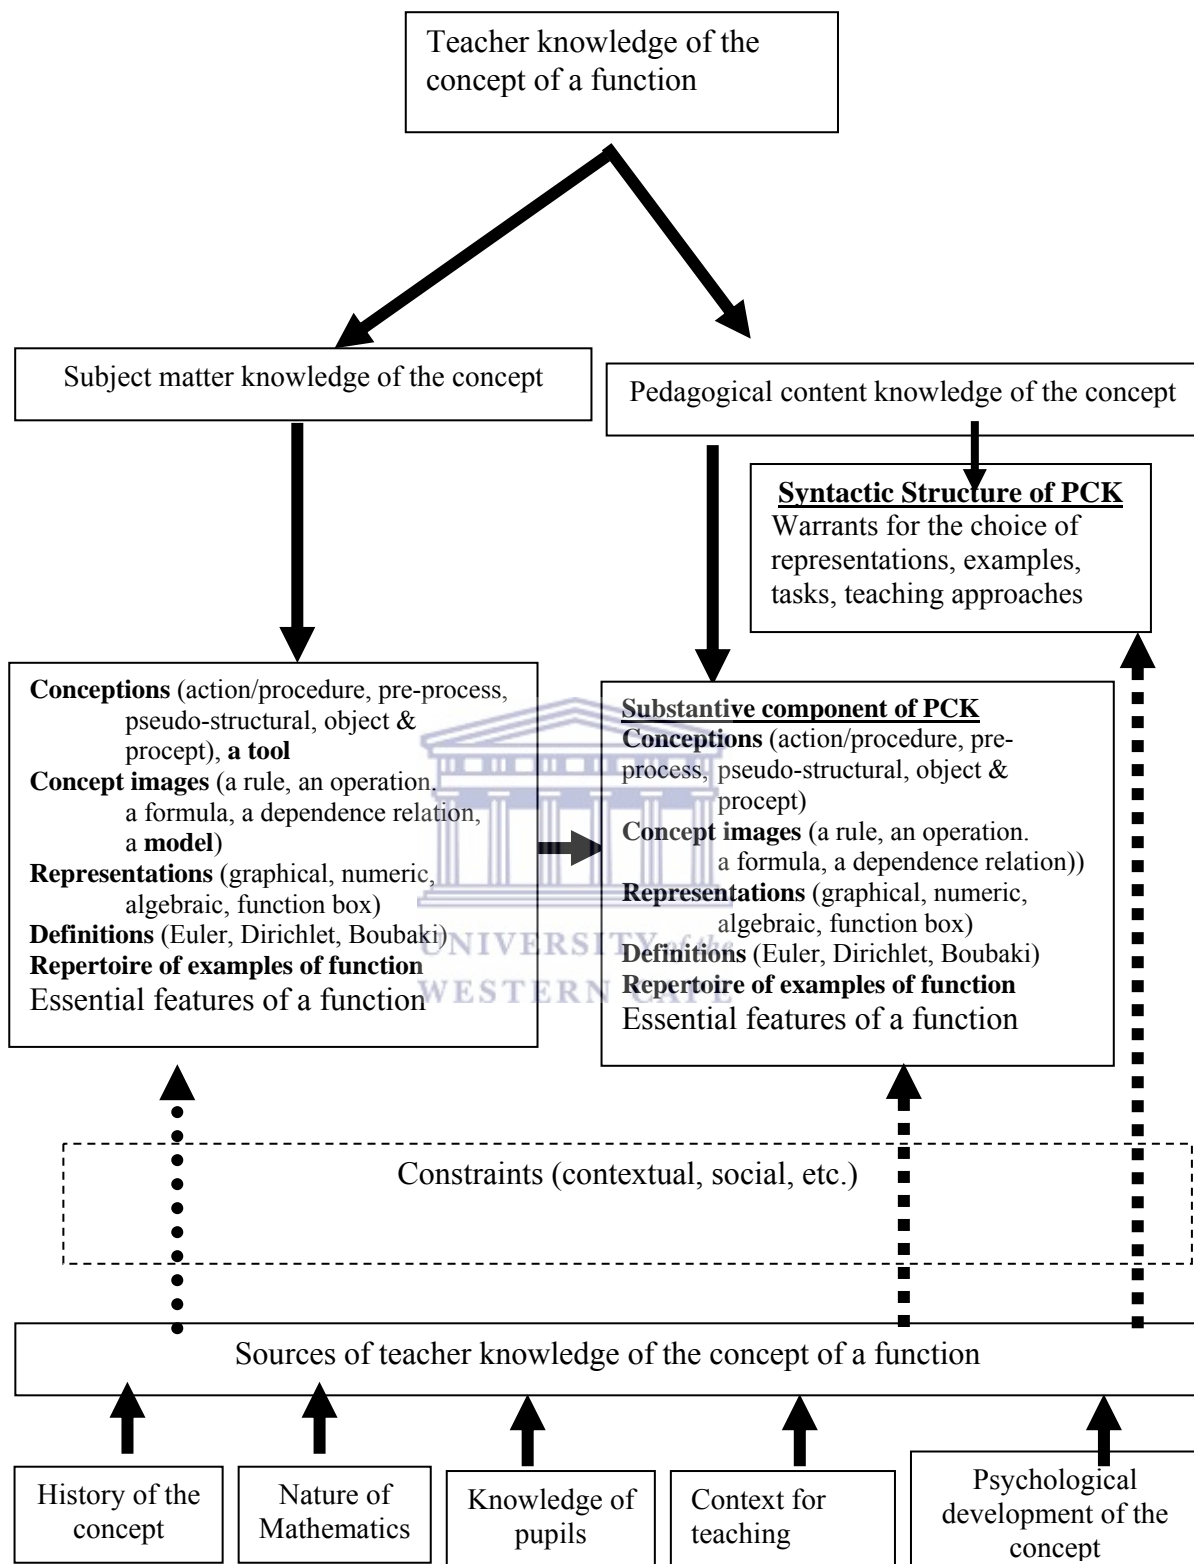 Teacher knowledge of the
concept of a function
Subject matter knowledge of the concept
Pedagogical content knowledge of the concept
Syntactic Structure of PCK
Warrants for the choice of
representations, examples,
tasks, teaching approaches
Conceptions (action/procedure, pre-process,
pseudo-structural, object &
procept), a tool
Concept images (a rule, an operation.
a formula, a dependence relation,
a model)
Representations (graphical, numeric,
algebraic, function box)
Definitions (Euler, Dirichlet, Boubaki)
Repertoire of examples of function
Essential features of a function
Substantive component of PCK
Conceptions (action/procedure, pre-
process, pseudo-structural, object &
procept)
Concept images (a rule, an operation.
a formula, a dependence relation))
Representations (graphical, numeric,
algebraic, function box)
Definitions (Euler, Dirichlet, Boubaki)
Repertoire of examples of function
Essential features of a function
UNIVERSITY of the
WESTERN CAPE
Constraints (contextual, social, etc.)
Sources of teacher knowledge of the concept of a function
History of the
concept
Nature of
Mathematics
Knowledge of
pupils
Context for
teaching
Psychological
development of the
concept